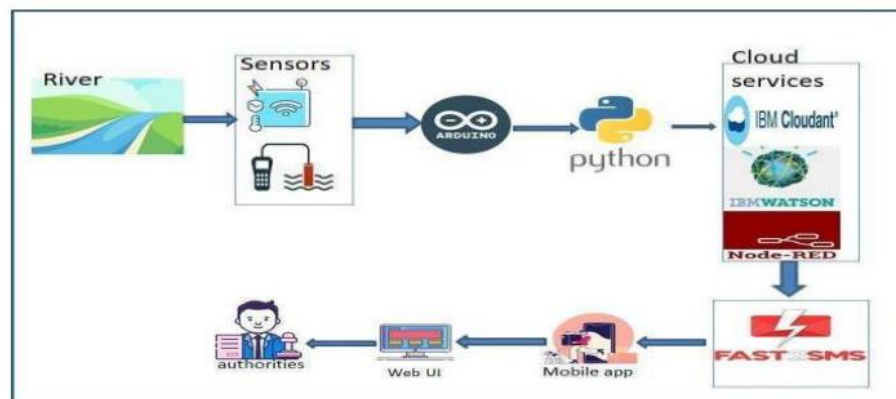 River
Sensors
ARDUINO
python
Cloud
services
IBM Cloudant®
IBMWATSON
Node-RED
FAST2SMS
Mobile app
Web UI
authorities